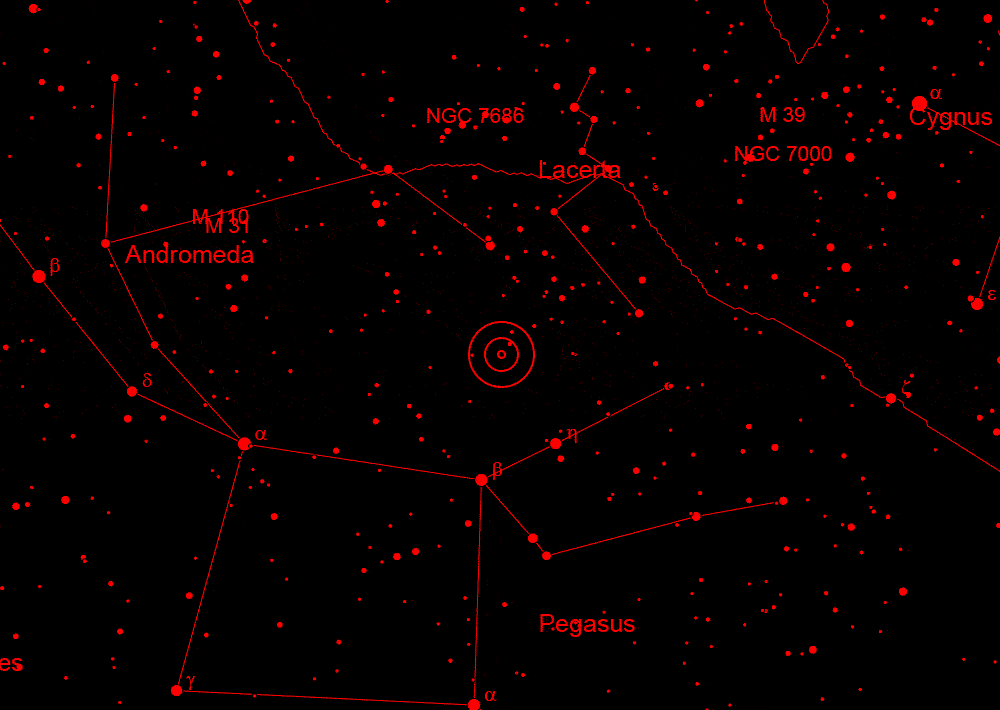 α
M 39
NGC 7686
Cygnus
NGC 7000
Lacerta
M 110
M 31
Andromeda
β
ε
δ
ζ
α
η
β
Pegasus
es
γ
α